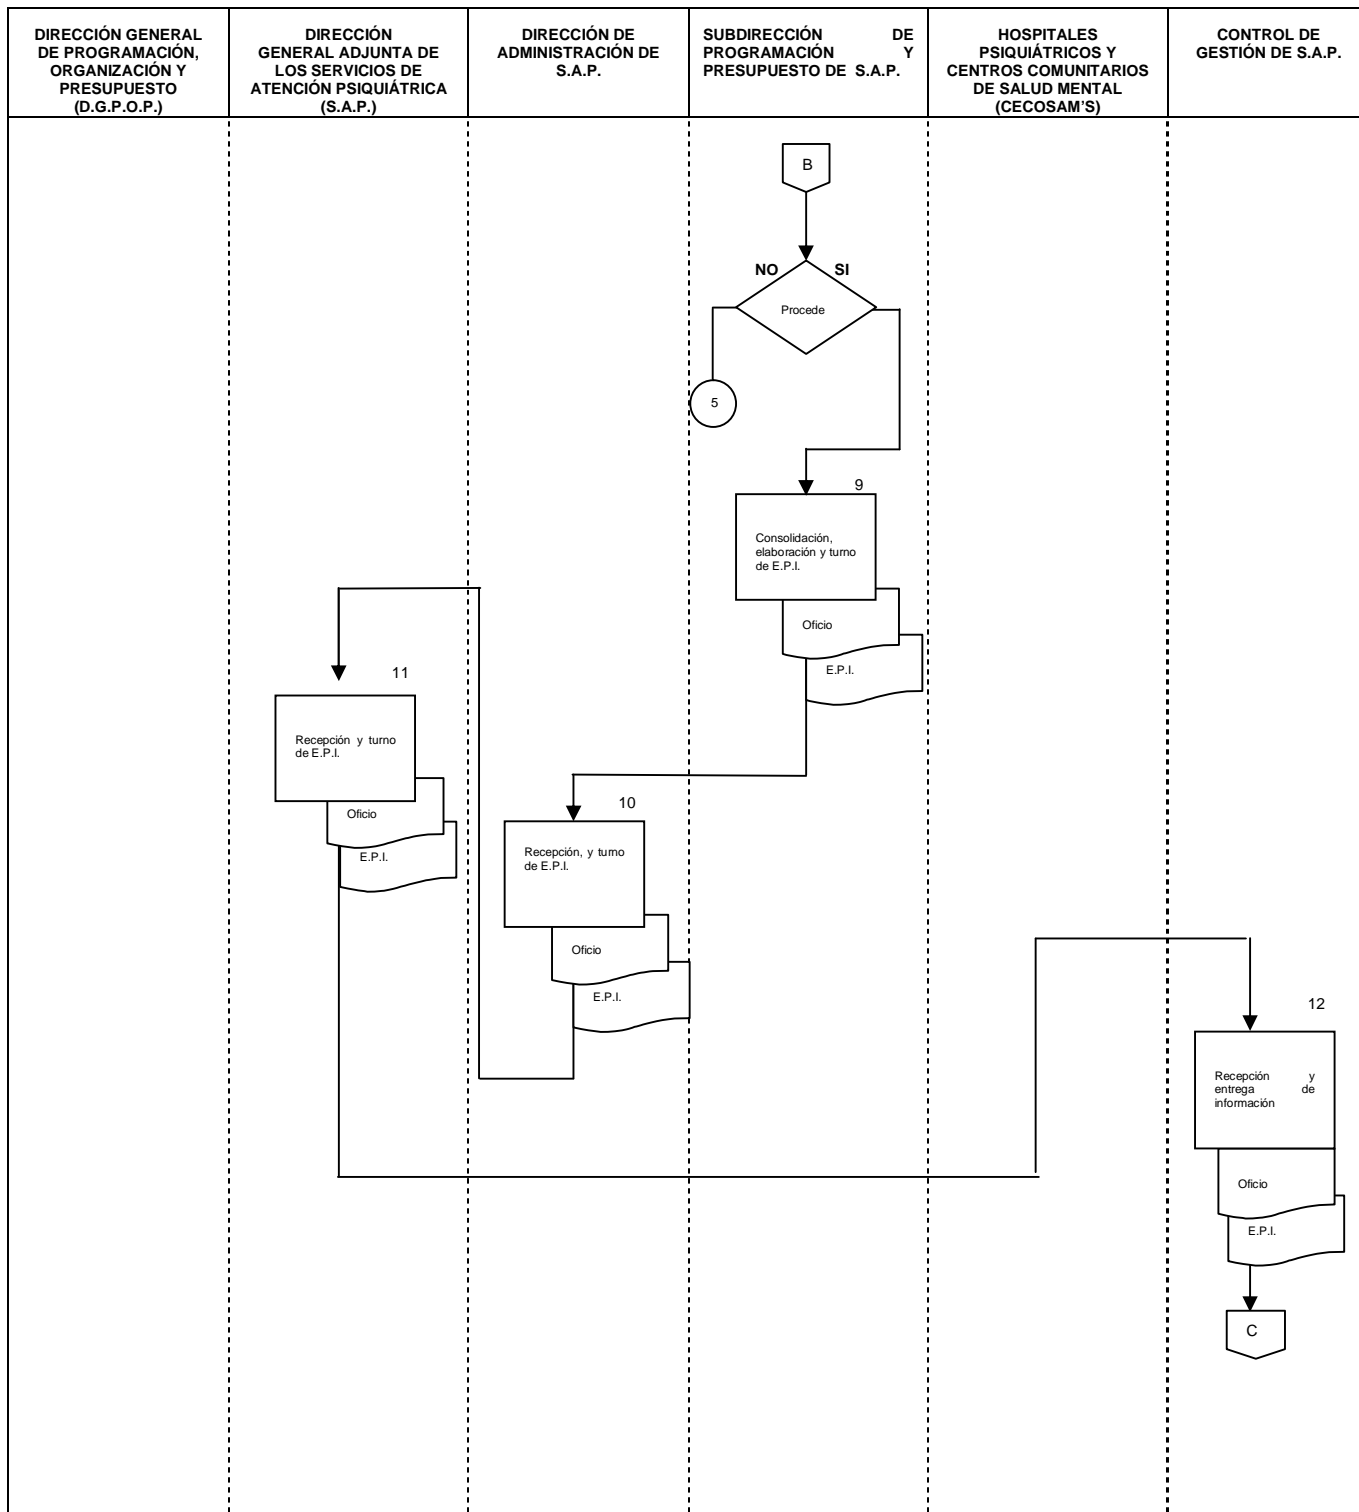 DIRECCIÓN GENERAL
DE PROGRAMACIÓN,
ORGANIZACIÓN Y
PRESUPUESTO
(D.G.P.O.P.)
DIRECCIÓN
GENERAL ADJUNTA DE
LOS SERVICIOS DE
ATENCIÓN PSIQUIÁTRICA
(S.A.P.)
DIRECCIÓN DE
ADMINISTRACIÓN DE
S.A.P.
SUBDIRECCIÓN DE
PROGRAMACIÓN Y
PRESUPUESTO DE S.A.P.
HOSPITALES
PSIQUIÁTRICOS Y
CENTROS COMUNITARIOS
DE SALUD MENTAL
(CECOSAM'S)
CONTROL DE
GESTIÓN DE S.A.P.
B
NO SI
Procede
5
9
Consolidación,
elaboración y turno
de E.P.I.
Oficio
E.P.I.
11
Recepción y turno
de E.P.I.
Oficio
E.P.I.
10
Recepción, y turno
de E.P.I.
Oficio
E.P.I.
12
Recepción y
entrega de
información
Oficio
E.P.I.
C